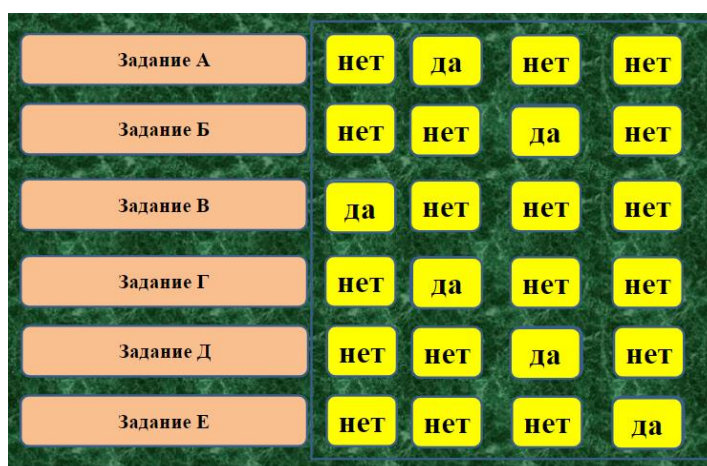 Задание А нет да нет нет
Задание Б нет нет да нет
Задание В да нет нет нет
Задание Г нет да нет нет
Задание Д нет нет да нет
Задание Е нет нет нет да